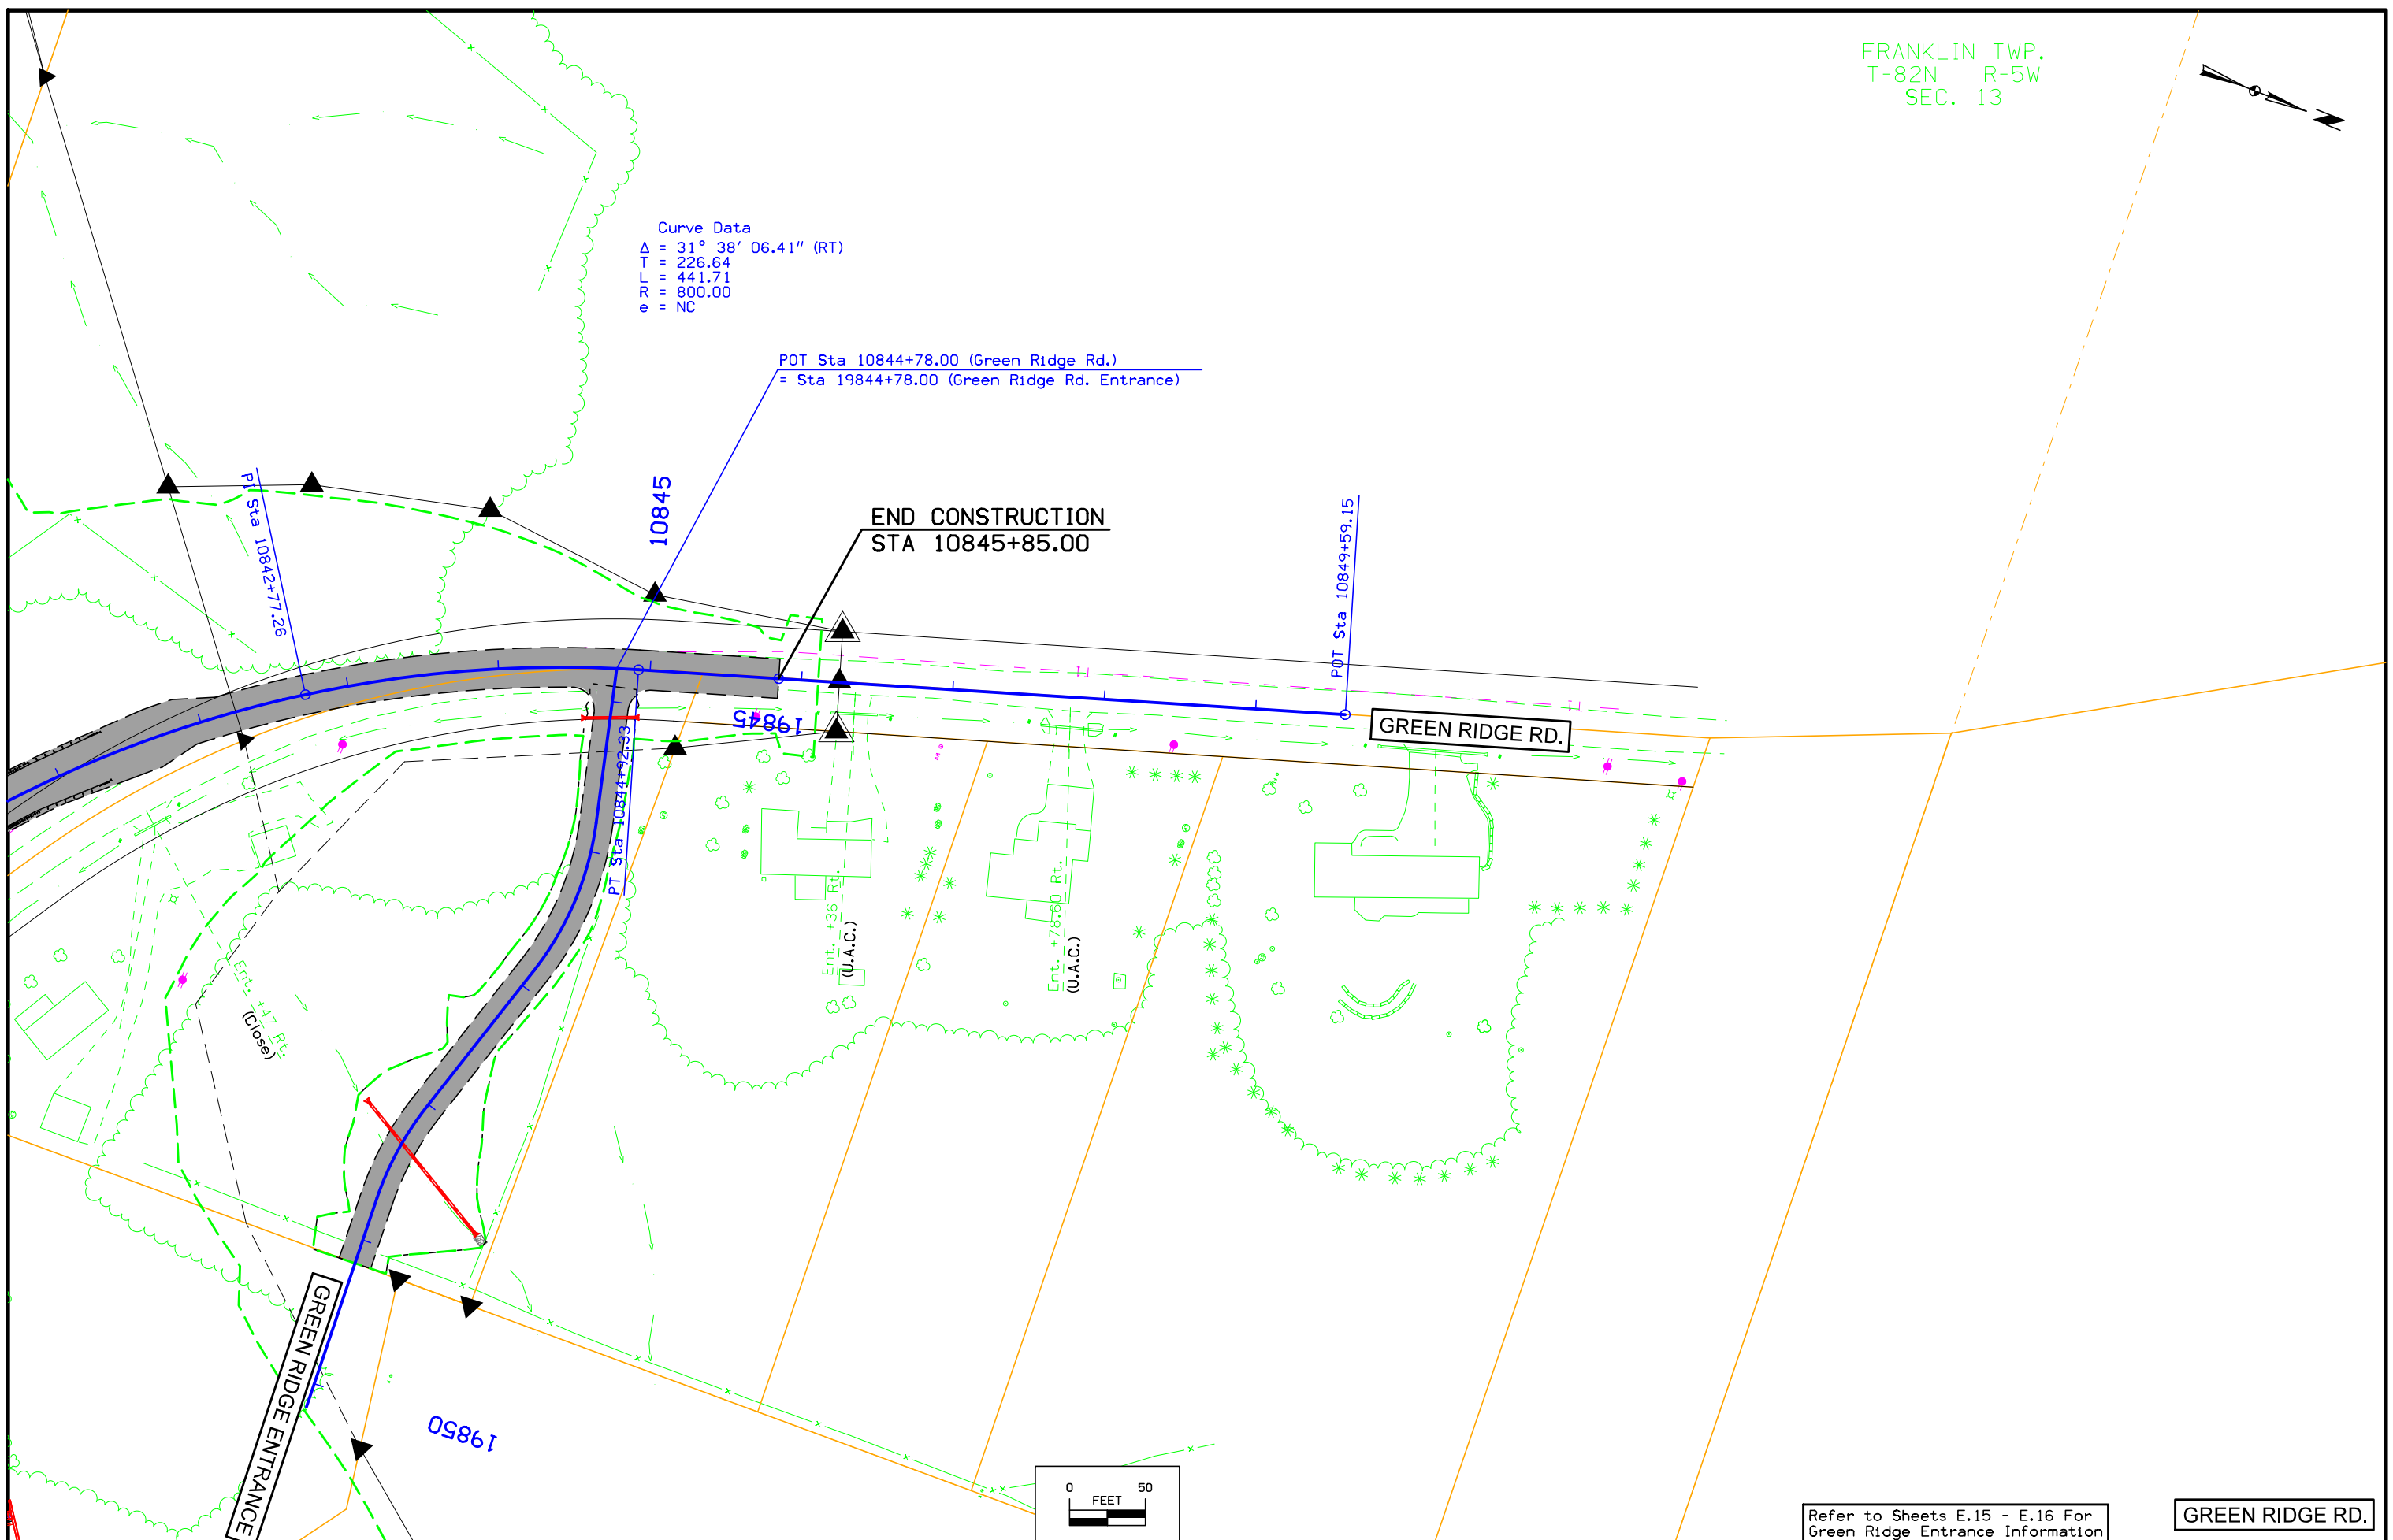 FRANKLIN TWP.
T-82N R-5W
SEC. 13
N
Curve Data
Δ = 31° 38' 06.41" (RT)
T = 226.64
L = 441.71
R = 800.00
e = NC
POT Sta 10844+78.00 (Green Ridge Rd.)
= Sta 19844+78.00 (Green Ridge Rd. Entrance)
10845
END CONSTRUCTION
STA 10845+85.00
PI Sta 10842+77.26
POT Sta 10849+59.15
19845
GREEN RIDGE RD.
PT Sta 10844+92.33
Ent. +36 Rt.
(U.A.C.)
Ent. +78.60 Rt.
(U.A.C.)
Ent. +47 Rt.
(Close)
GREEN RIDGE ENTRANCE
19850
0 50
FEET
Refer to Sheets E.15 - E.16 For
Green Ridge Entrance Information
GREEN RIDGE RD.